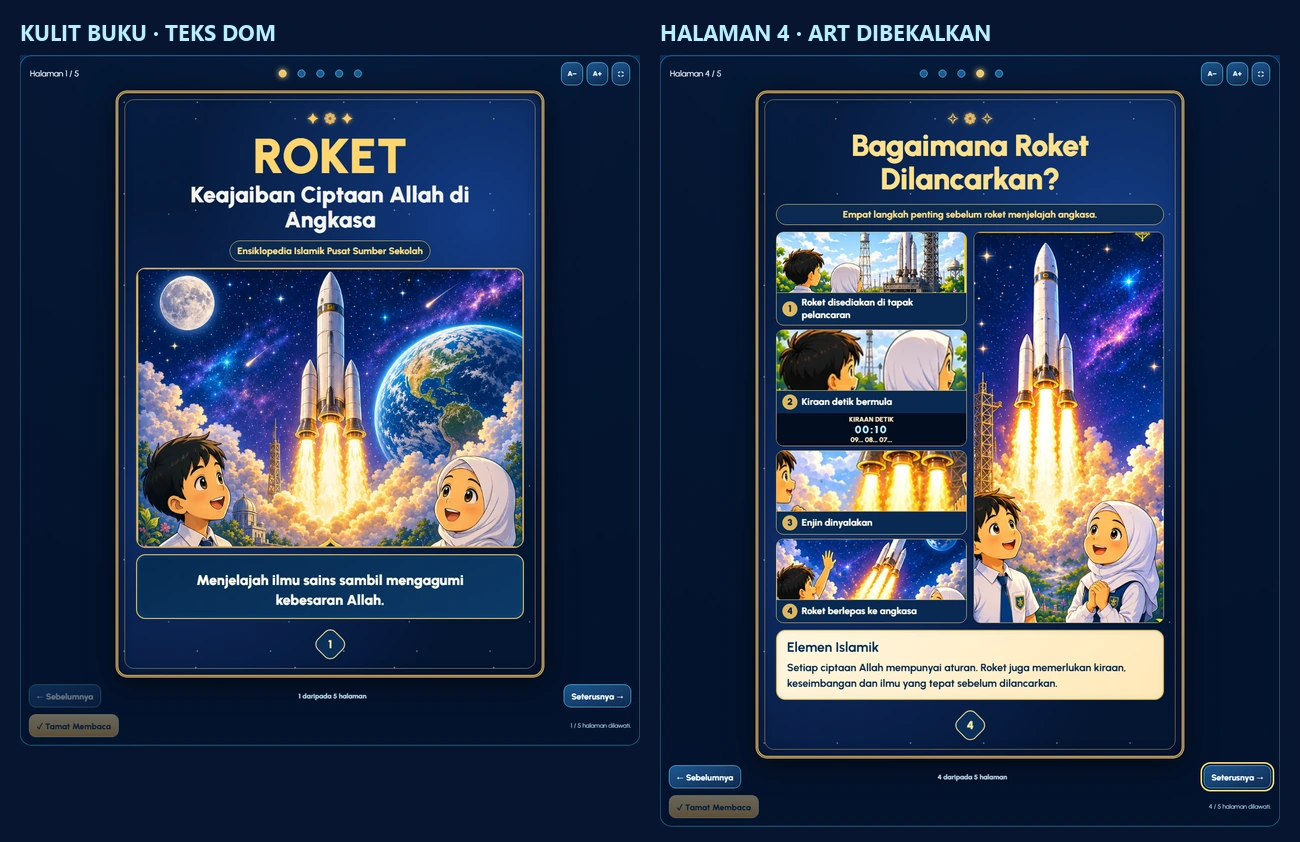 KULIT BUKU · TEKS DOM
Halaman 1 / 5
A−
A+
ROKET
Keajaiban Ciptaan Allah di
Angkasa
Ensiklopedia Islamik Pusat Sumber Sekolah
Menjelajah ilmu sains sambil mengagumi
kebesaran Allah.
1
← Sebelumnya
1 daripada 5 halaman
Seterusnya →
✓ Tamat Membaca
1 / 5 halaman dilawati.
HALAMAN 4 · ART DIBEKALKAN
Halaman 4 / 5
A−
A+
Bagaimana Roket
Dilancarkan?
Empat langkah penting sebelum roket menjelajah angkasa.
1 Roket disediakan di tapak
pelancaran
2 Kiraan detik bermula
KIRAAN DETIK
00:10
09... 08... 07...
3 Enjin dinyalakan
4 Roket berlepas ke angkasa
Elemen Islamik
Setiap ciptaan Allah mempunyai aturan. Roket juga memerlukan kiraan,
keseimbangan dan ilmu yang tepat sebelum dilancarkan.
4
← Sebelumnya
4 daripada 5 halaman
Seterusnya →
✓ Tamat Membaca
4 / 5 halaman dilawati.